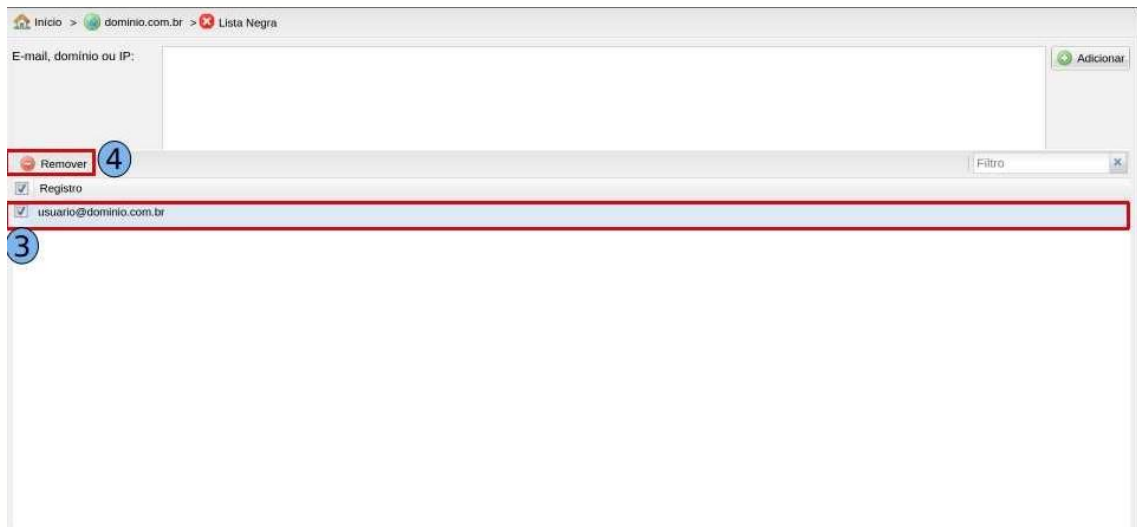 Início > dominio.com.br > Lista Negra
E-mail, domínio ou IP:
Adicionar
Remover 4
Filtro
Registro
usuario@dominio.com.br
3